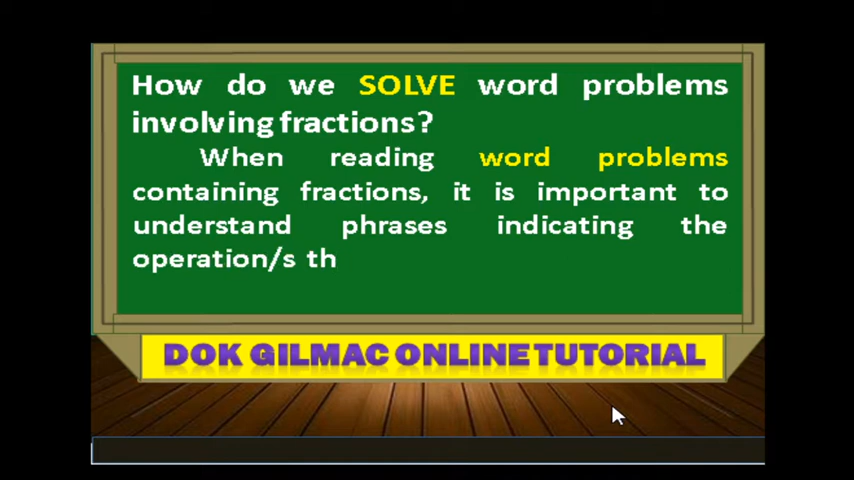 How do we SOLVE word problems
involving fractions?
When reading word problems
containing fractions, it is important to
understand phrases indicating the
operation/s th
DOK GILMAC ONLINE TUTORIAL